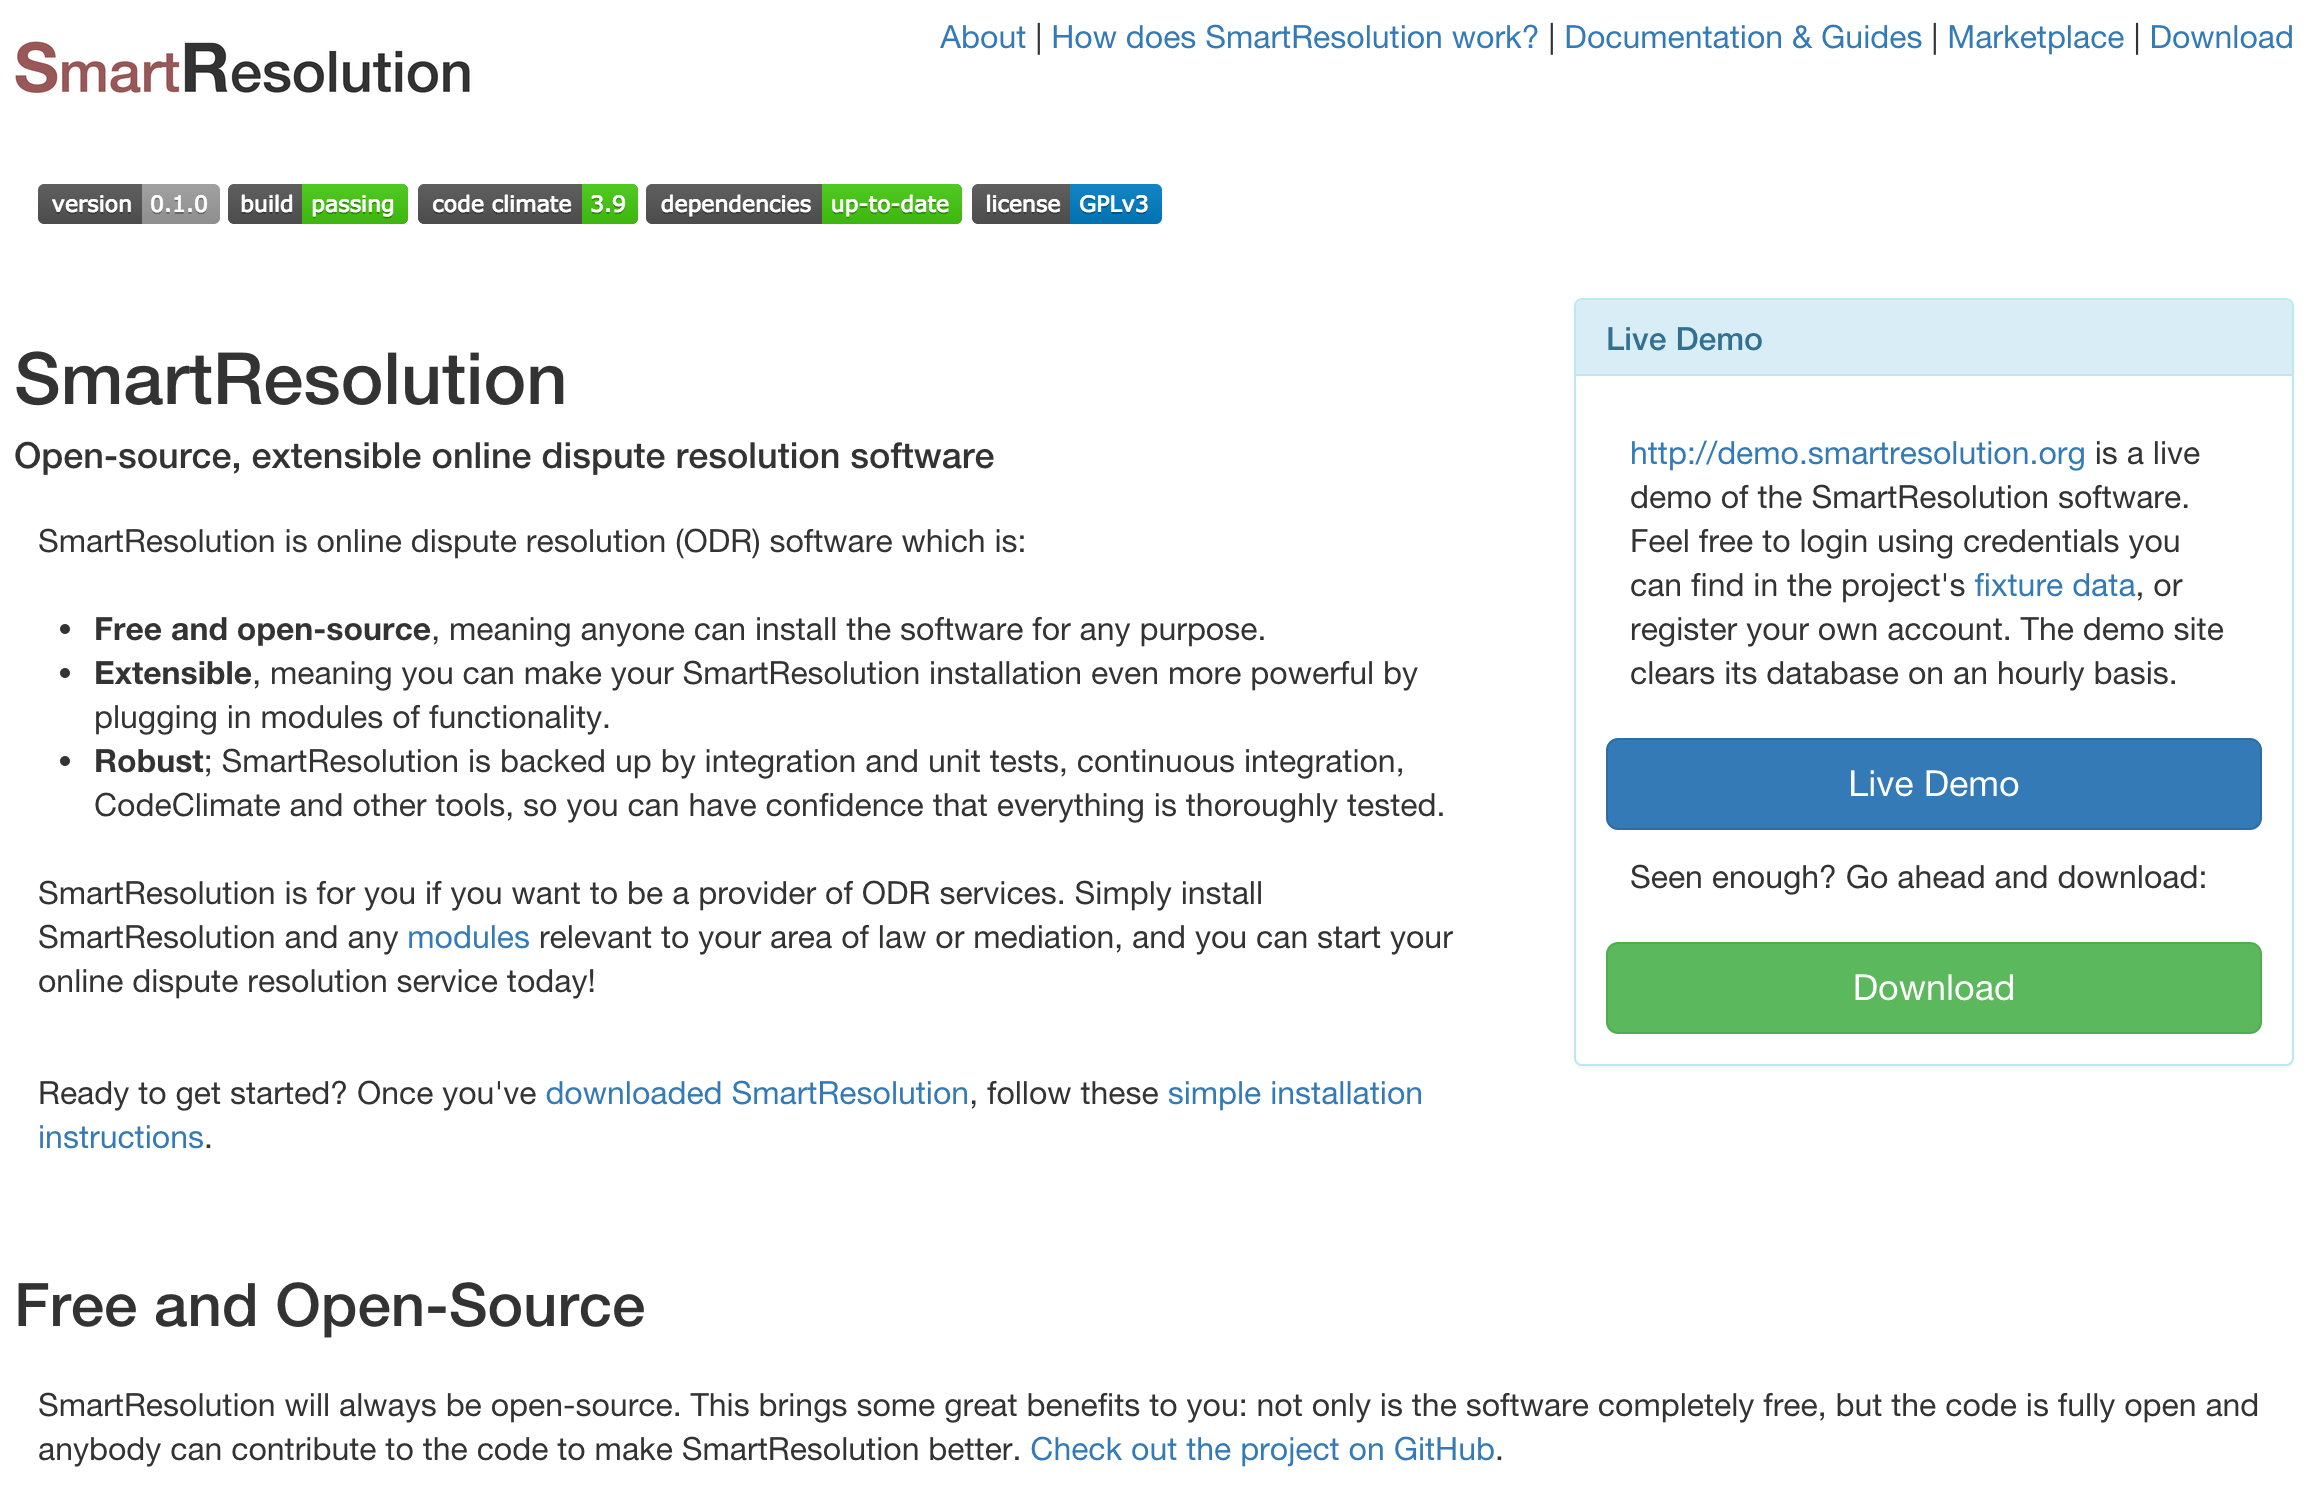 SmartResolution
About | How does SmartResolution work? | Documentation & Guides | Marketplace | Download
version 0.1.0 build passing code climate 3.9 dependencies up-to-date license GPLv3
SmartResolution
Open-source, extensible online dispute resolution software
SmartResolution is online dispute resolution (ODR) software which is:
• Free and open-source, meaning anyone can install the software for any purpose.
• Extensible, meaning you can make your SmartResolution installation even more powerful by
plugging in modules of functionality.
• Robust; SmartResolution is backed up by integration and unit tests, continuous integration,
CodeClimate and other tools, so you can have confidence that everything is thoroughly tested.
SmartResolution is for you if you want to be a provider of ODR services. Simply install
SmartResolution and any modules relevant to your area of law or mediation, and you can start your
online dispute resolution service today!
Ready to get started? Once you've downloaded SmartResolution, follow these simple installation
instructions.
Live Demo
http://demo.smartresolution.org is a live
demo of the SmartResolution software.
Feel free to login using credentials you
can find in the project's fixture data, or
register your own account. The demo site
clears its database on an hourly basis.
Live Demo
Seen enough? Go ahead and download:
Download
Free and Open-Source
SmartResolution will always be open-source. This brings some great benefits to you: not only is the software completely free, but the code is fully open and
anybody can contribute to the code to make SmartResolution better. Check out the project on GitHub.